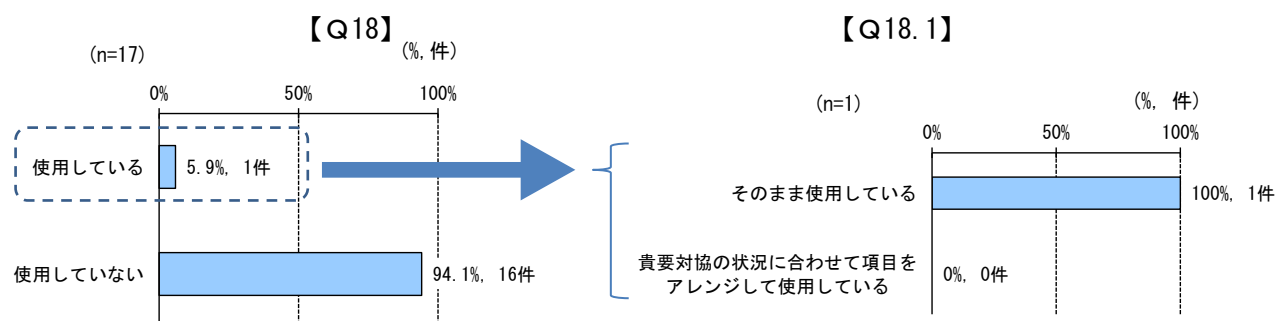 【Q18】
(n=17)
(%, 件)
0%
50%
100%
使用している
5.9%, 1件
使用していない
94.1%, 16件
【Q18.1】
(n=1)
(%, 件)
0%
50%
100%
そのまま使用している
100%, 1件
貴要対協の状況に合わせて項目を
アレンジして使用している
0%, 0件